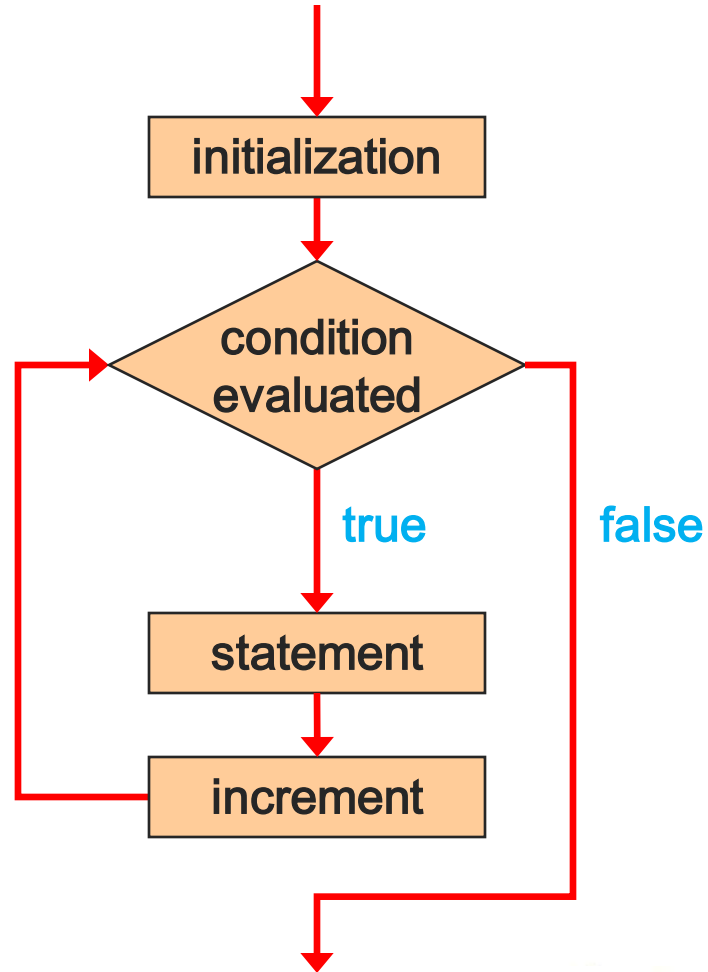 initialization
condition
evaluated
true
false
statement
increment